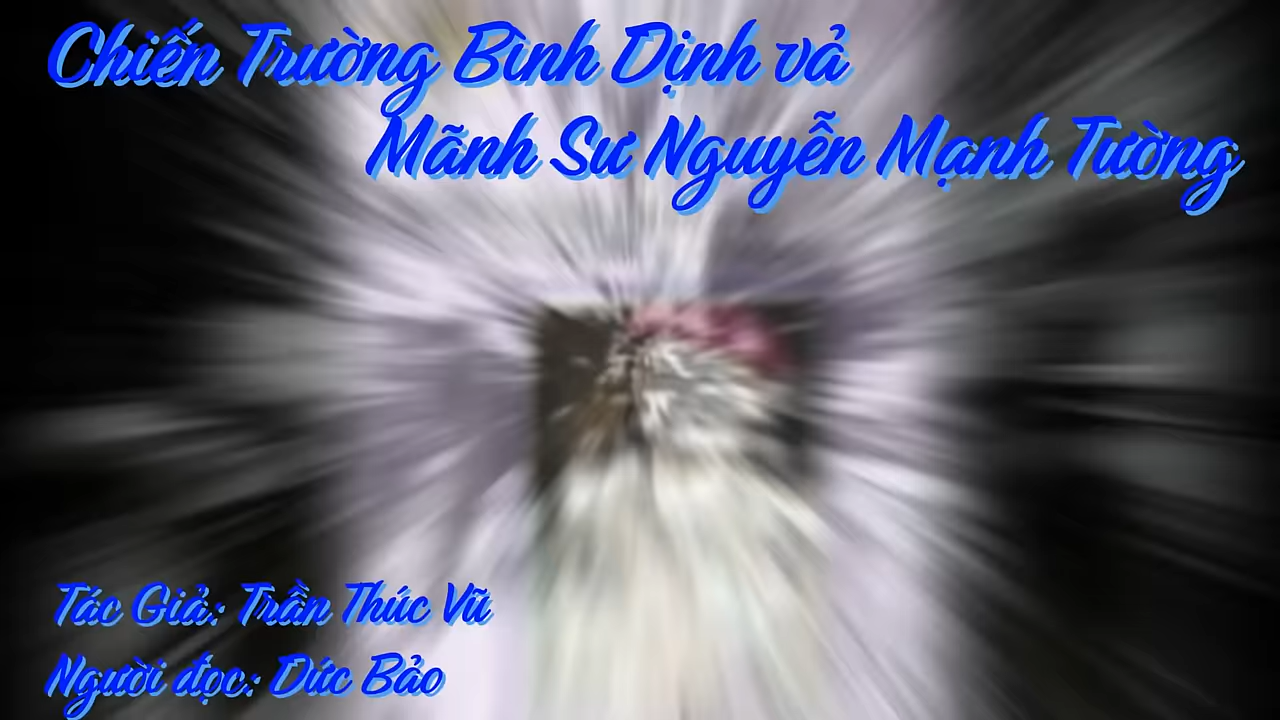 Chiến Trường Bình Định vả
Mãnh Sư Nguyễn Mạnh Tường
Tác Giả: Trần Thúc Vũ
Người đọc: Đức Bảo